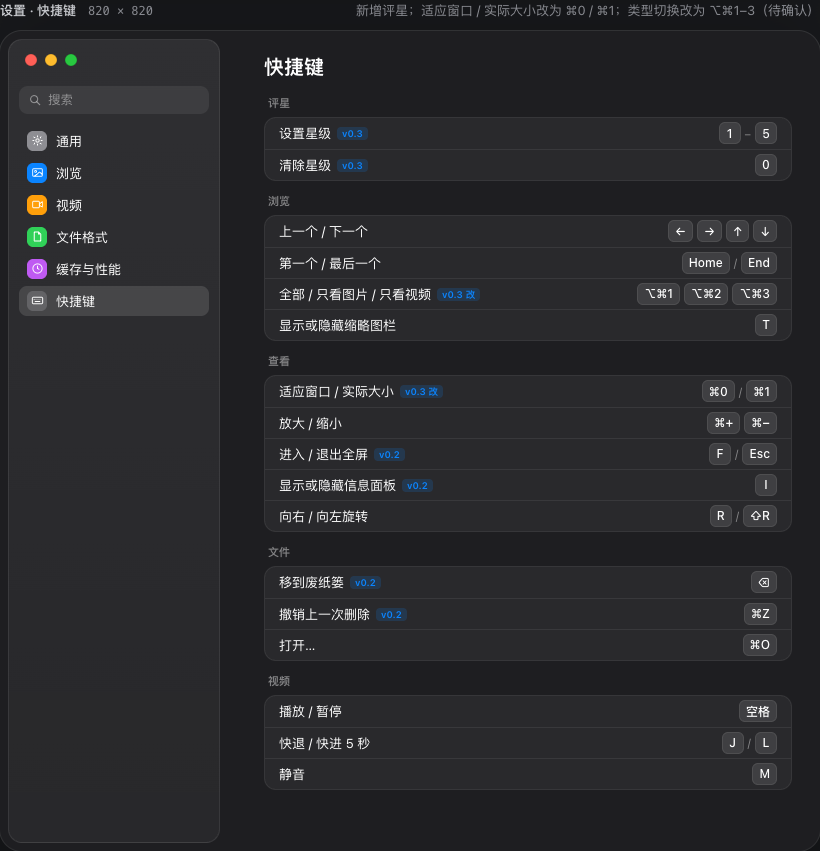 设置 · 快捷键 820 × 820 新增评星；适应窗口 / 实际大小改为 ⌘0 / ⌘1；类型切换改为 ⌥⌘1–3（待确认）
搜索
通用
浏览
视频
文件格式
缓存与性能
快捷键
快捷键
评星
设置星级 v0.3 1 – 5
清除星级 v0.3 0
浏览
上一个 / 下一个 ← → ↑ ↓
第一个 / 最后一个 Home / End
全部 / 只看图片 / 只看视频 v0.3 改 ⌥⌘1 ⌥⌘2 ⌥⌘3
显示或隐藏缩略图栏 T
查看
适应窗口 / 实际大小 v0.3 改 ⌘0 / ⌘1
放大 / 缩小 ⌘+ ⌘−
进入 / 退出全屏 v0.2 F / Esc
显示或隐藏信息面板 v0.2 I
向右 / 向左旋转 R / ⇧R
文件
移到废纸篓 v0.2 ⌫
撤销上一次删除 v0.2 ⌘Z
打开… ⌘O
视频
播放 / 暂停 空格
快退 / 快进 5 秒 J / L
静音 M